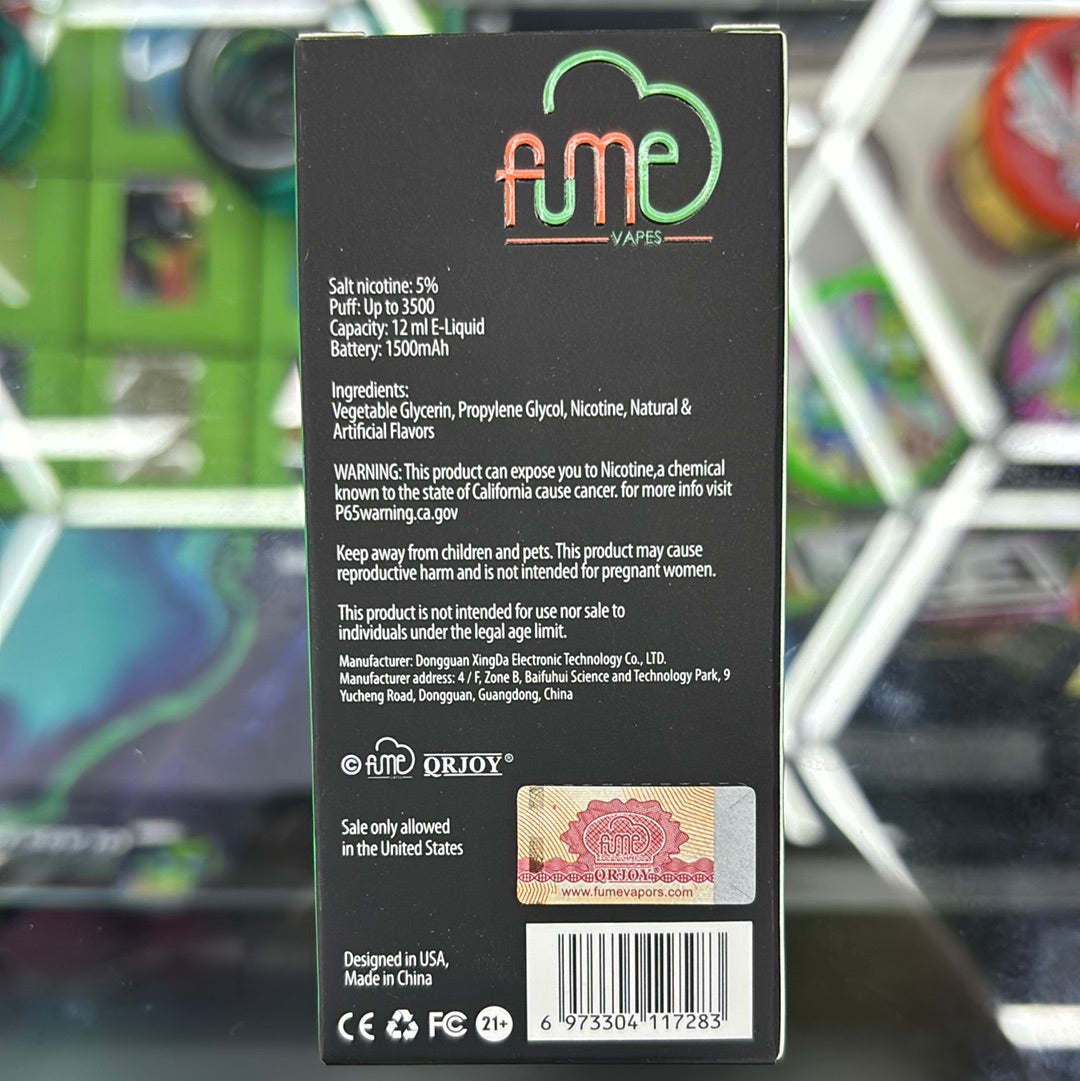 fume
VAPES
Salt nicotine: 5%
Puff: Up to 3500
Capacity: 12 ml E-Liquid
Battery: 1500mAh
Ingredients:
Vegetable Glycerin, Propylene Glycol, Nicotine, Natural &
Artificial Flavors
WARNING: This product can expose you to Nicotine,a chemical
known to the state of California cause cancer. for more info visit
P65warning.ca.gov
Keep away from children and pets. This product may cause
reproductive harm and is not intended for pregnant women.
This product is not intended for use nor sale to
individuals under the legal age limit.
Manufacturer: Dongguan XingDa Electronic Technology Co., LTD.
Manufacturer address: 4 / F, Zone B, Baifuhui Science and Technology Park, 9
Yucheng Road, Dongguan, Guangdong, China
© fume QRJOY®
Sale only allowed
in the United States
fume
QRJOY®
www.fumevapors.com
Designed in USA,
Made in China
CE FC 21+
6 973304 117283